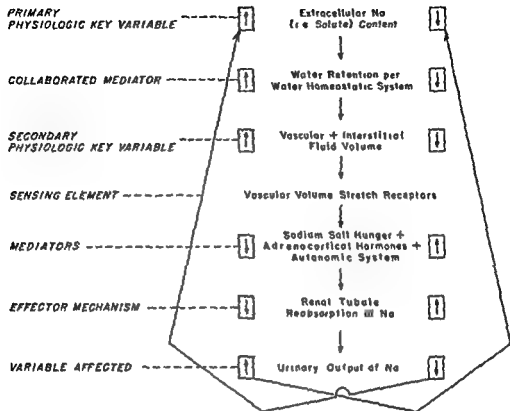 PRIMARY
PHYSIOLOGIC KEY VARIABLE
Extracellular Na
(i.e. Solute) Content
COLLABORATED MEDIATOR
Water Retention per
Water Homeostatic System
SECONDARY
PHYSIOLOGIC KEY VARIABLE
Vascular + Interstitial
Fluid Volume
SENSING ELEMENT
Vascular Volume Stretch Receptors
MEDIATORS
Sodium Salt Hunger +
Adrenocortical Hormones +
Autonomic System
EFFECTOR MECHANISM
Renal Tubule
Reabsorption Na
VARIABLE AFFECTED
Urinary Output of Na